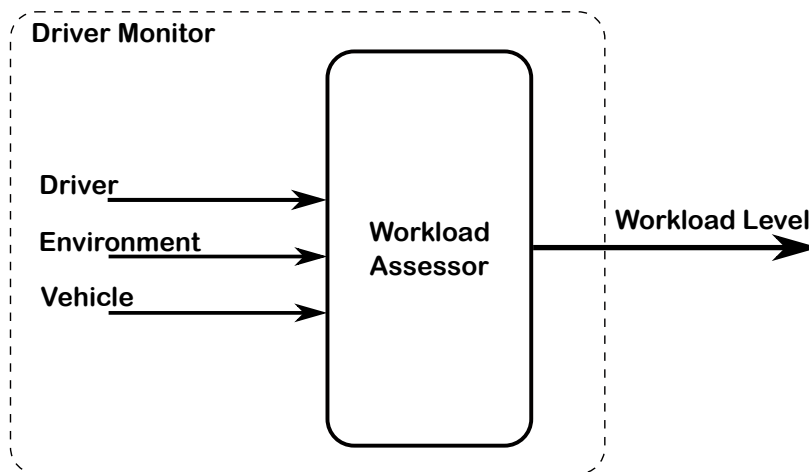 Driver Monitor
Driver
Environment
Vehicle
Workload
Assessor
Workload Level